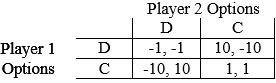 Player 2 Options
D C
Player 1 D -1, -1 10, -10
Options C -10, 10 1, 1